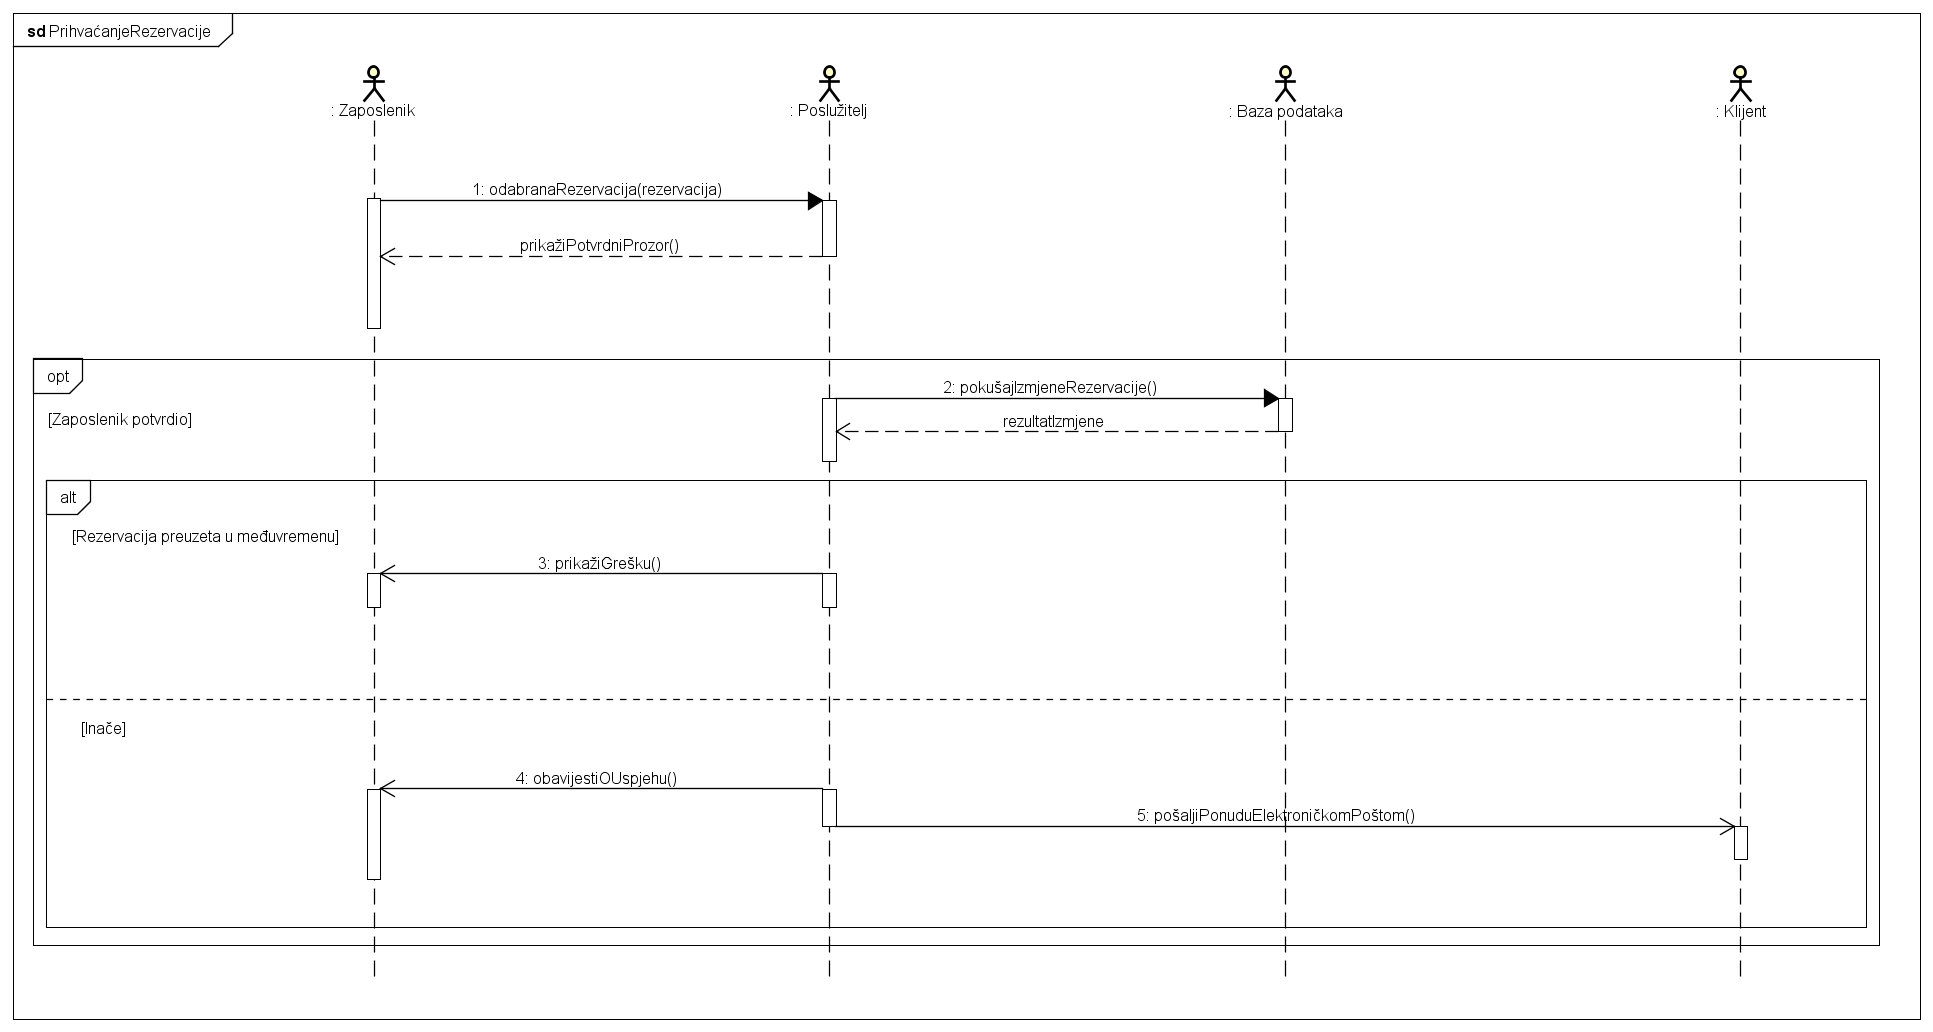 sd PrihvaćanjeRezervacije
: Zaposlenik
: Poslužitelj
: Baza podataka
: Klijent
1: odabranaRezervacija(rezervacija)
prikažiPotvrdniProzor()
opt
2: pokušajIzmjeneRezervacije()
[Zaposlenik potvrdio]
rezultatIzmjene
alt
[Rezervacija preuzeta u međuvremenu]
3: prikažiGrešku()
[Inače]
4: obavijestiOUspjehu()
5: pošaljiPonuduElektroničkomPoštom()